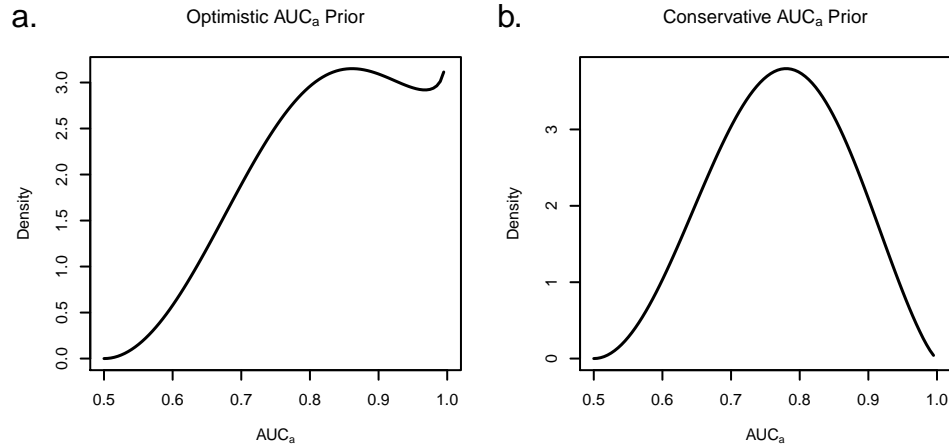 a.
Optimistic AUCₐ Prior
Density
0.0 0.5 1.0 1.5 2.0 2.5 3.0
0.5 0.6 0.7 0.8 0.9 1.0
AUCₐ
b.
Conservative AUCₐ Prior
Density
0 1 2 3
0.5 0.6 0.7 0.8 0.9 1.0
AUCₐ